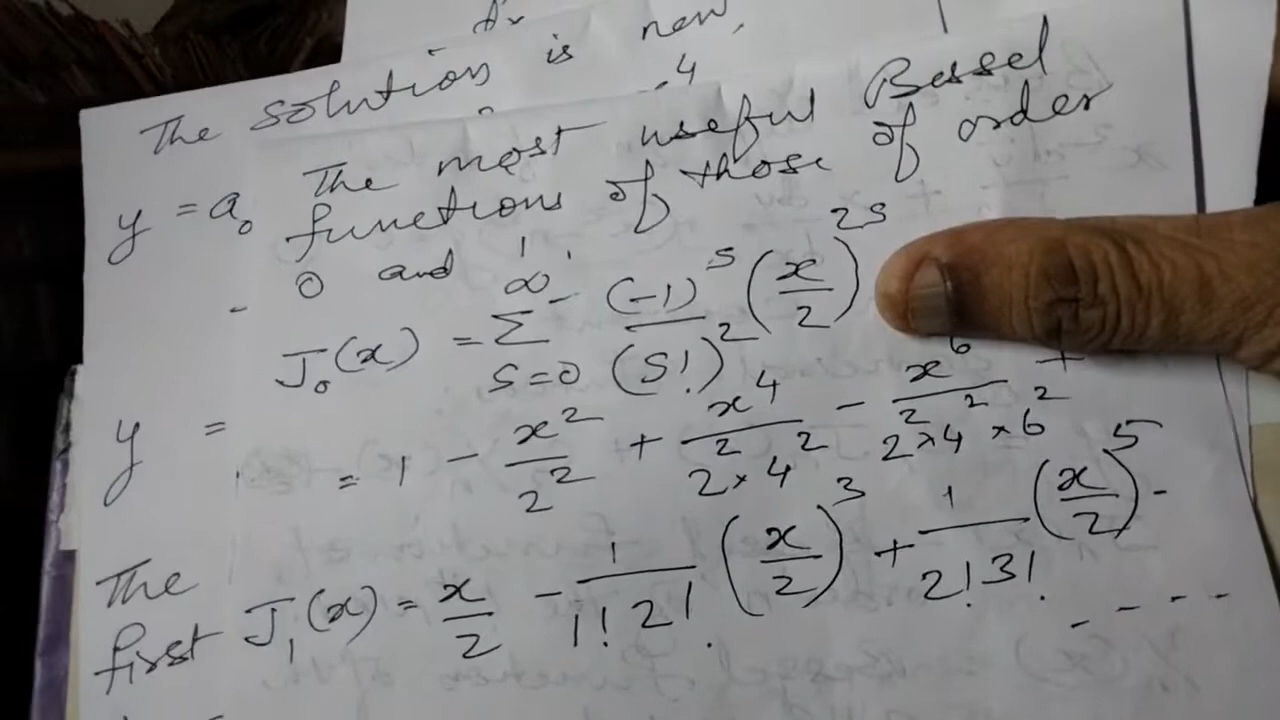 The solution is now,
4
y = a₀
The most useful Bessel
functions of those of order
0 and 1.
J₀(x) = ∑_{s=0}^{∞} (-1)^s/(s!)² (x/2)^{2s}
y =
= 1 - x²/2² + x⁴/(2²×4²) - x⁶/(2²×4²×6²) +
The
first
J₁(x) = x/2 - 1/(1!2!) (x/2)³ + 1/(2!3!) (x/2)⁵ - - - - -